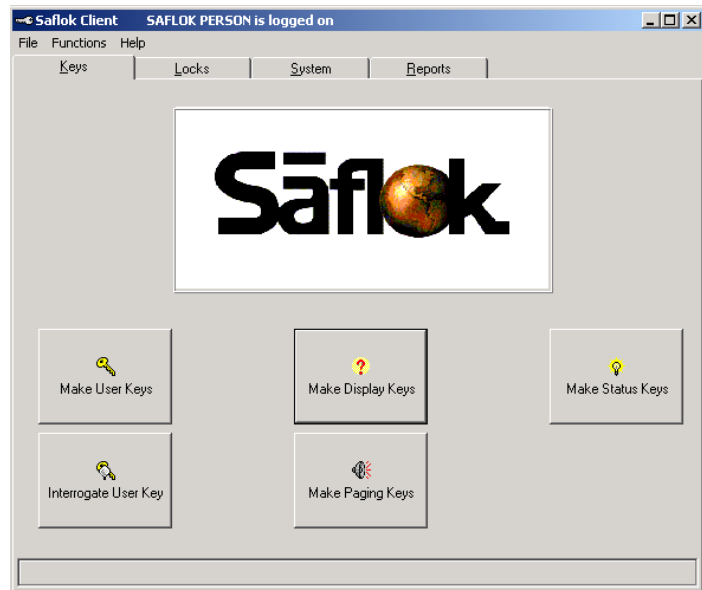 Saflok Client SAFLOK PERSON is logged on
File Functions Help
Keys Locks System Reports
Sāflok
Make User Keys Make Display Keys Make Status Keys
Interrogate User Key Make Paging Keys